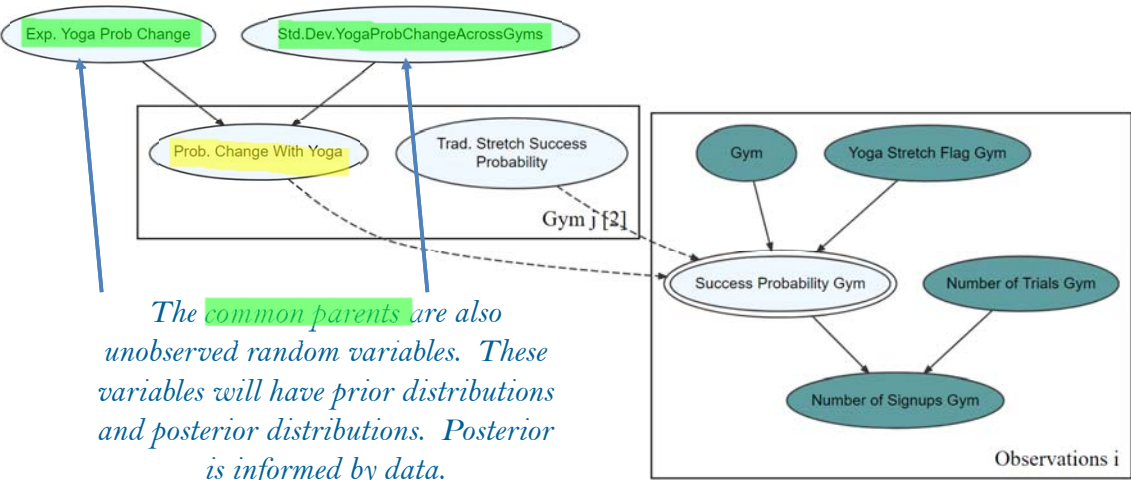 Exp. Yoga Prob Change
Std.Dev.YogaProbChangeAcrossGyms
Prob. Change With Yoga
Trad. Stretch Success
Probability
Gym j [2]
Gym
Yoga Stretch Flag Gym
Success Probability Gym
Number of Trials Gym
Number of Signups Gym
Observations i
The common parents are also
unobserved random variables. These
variables will have prior distributions
and posterior distributions. Posterior
is informed by data.